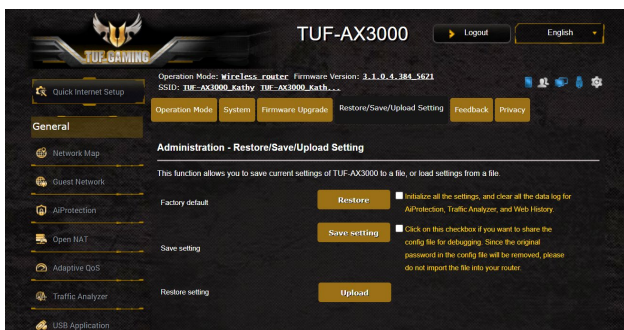 TUF GAMING
TUF-AX3000
Logout
English
Quick Internet Setup
Operation Mode: Wireless router Firmware Version: 3.1.0.4.384_5621
SSID: TUF-AX3000_Kathy TUF-AX3000_Kath...
Operation Mode System Firmware Upgrade Restore/Save/Upload Setting Feedback Privacy
General
Network Map
Guest Network
AiProtection
Open NAT
Adaptive QoS
Traffic Analyzer
USB Application
Administration - Restore/Save/Upload
Setting
This function allows you to save current settings of TUF-AX3000 to a file, or load settings from a file.
Factory default
Restore
Initialize all the settings, and clear all the data log for
AiProtection, Traffic Analyzer, and Web History.
Save setting
Save setting
Click on this checkbox if you want to share the
config file for debugging. Since the original
password in the config file will be removed, please
do not import the file into your router.
Restore setting
Upload